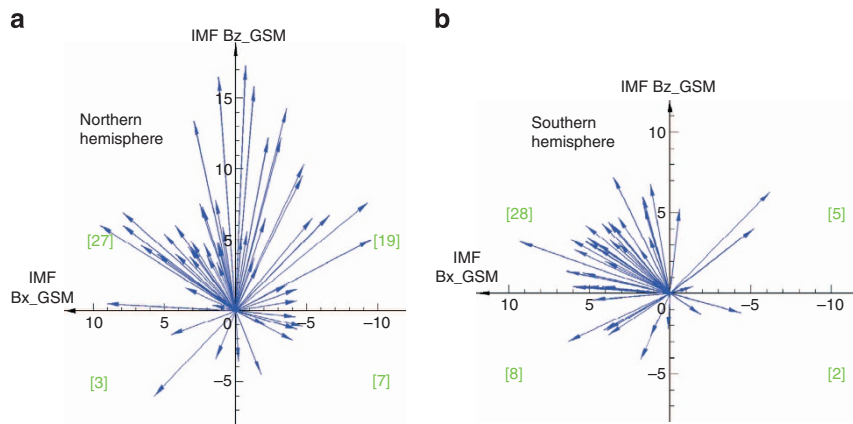 a
IMF Bz_GSM
Northern
hemisphere
15
10
5
[27]
[19]
IMF
Bx_GSM
10
5
0
−5
−10
−5
[3]
[7]
b
IMF Bz_GSM
Southern
hemisphere
10
5
[28]
[5]
IMF
Bx_GSM
10
5
0
−5
−10
−5
[8]
[2]